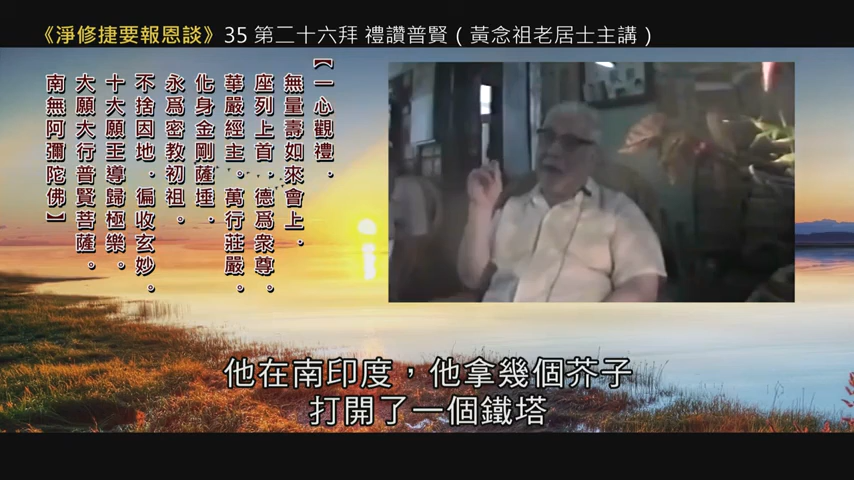 《淨修捷要報恩談》35 第二十六拜 禮讚普賢（黃念祖老居士主講）
【一心觀禮．
無量壽如來會上．
座列上首．德爲衆尊。
華嚴經主．萬行莊嚴。
化身金剛薩埵．
永爲密教初祖。
不捨因地．徧收玄妙。
十大願王導歸極樂。
大願大行普賢菩薩。
南無阿彌陀佛】
他在南印度，他拿幾個芥子
打開了一個鐵塔